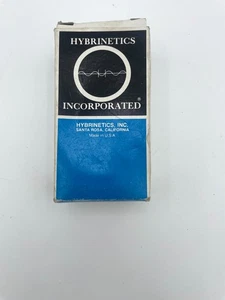 HYBRINETICS
INCORPORATED®
HYBRINETICS, INC.
SANTA ROSA, CALIFORNIA
Made in U.S.A.